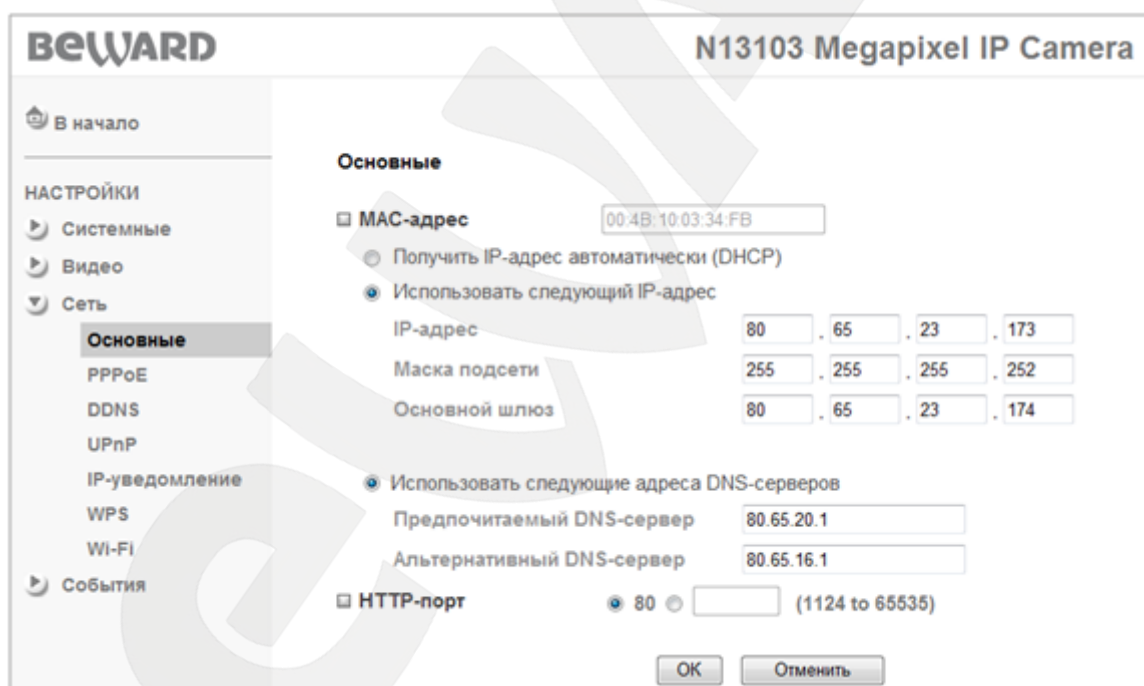 BEWARD
N13103 Megapixel IP Camera
В начало
НАСТРОЙКИ
Системные
Видео
Сеть
Основные
PPPoE
DDNS
UPnP
IP-уведомление
WPS
Wi-Fi
События
Основные
MAC-адрес 00:4B:10:03:34:FB
Получить IP-адрес автоматически (DHCP)
Использовать следующий IP-адрес
IP-адрес 80 . 65 . 23 . 173
Маска подсети 255 . 255 . 255 . 252
Основной шлюз 80 . 65 . 23 . 174
Использовать следующие адреса DNS-серверов
Предпочитаемый DNS-сервер 80.65.20.1
Альтернативный DNS-сервер 80.65.16.1
HTTP-порт 80 (1124 to 65535)
OK Отменить